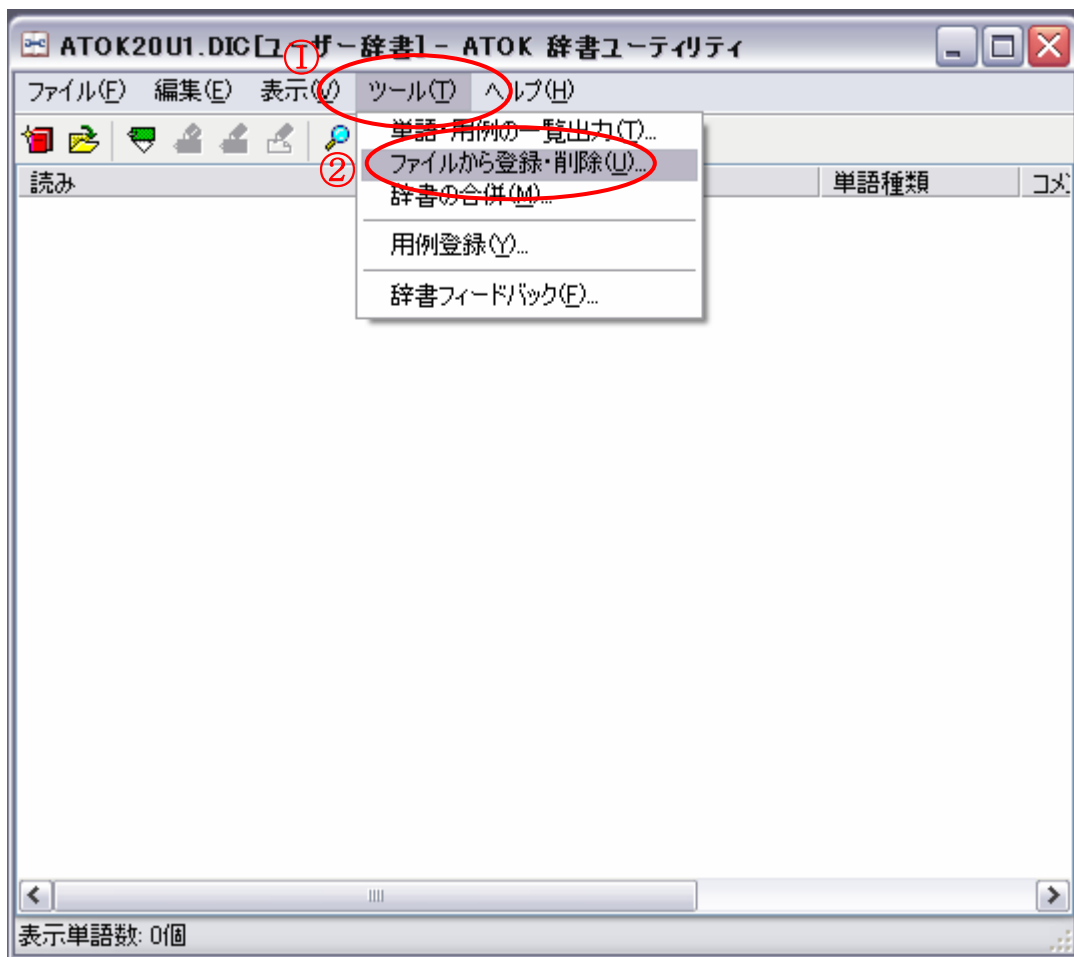 ATOK20U1.DIC[ユーザー辞書] - ATOK 辞書ユーティリティ
①
ファイル(F) 編集(E) 表示(V) ツール(T) ヘルプ(H)
単語・用例の一覧出力(T)...
② ファイルから登録・削除(U)...
読み 単語種類 コメ
辞書の合併(M)...
用例登録(Y)...
辞書フィードバック(F)...
表示単語数: 0個